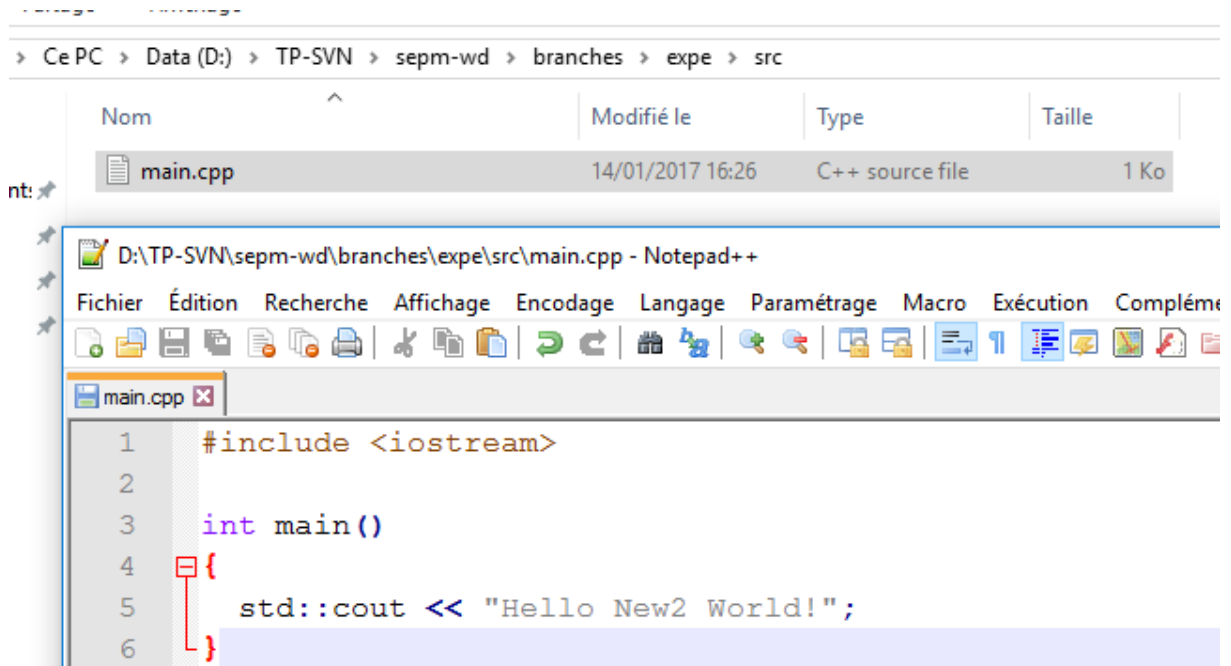 > Ce PC > Data (D:) > TP-SVN > sepm-wd > branches > expe > src
Nom Modifié le Type Taille
main.cpp 14/01/2017 16:26 C++ source file 1 Ko
D:\TP-SVN\sepm-wd\branches\expe\src\main.cpp - Notepad++
Fichier Édition Recherche Affichage Encodage Langage Paramétrage Macro Exécution Compléme
main.cpp
1 #include <iostream>
2
3 int main()
4 {
5 std::cout << "Hello New2 World!";
6 }